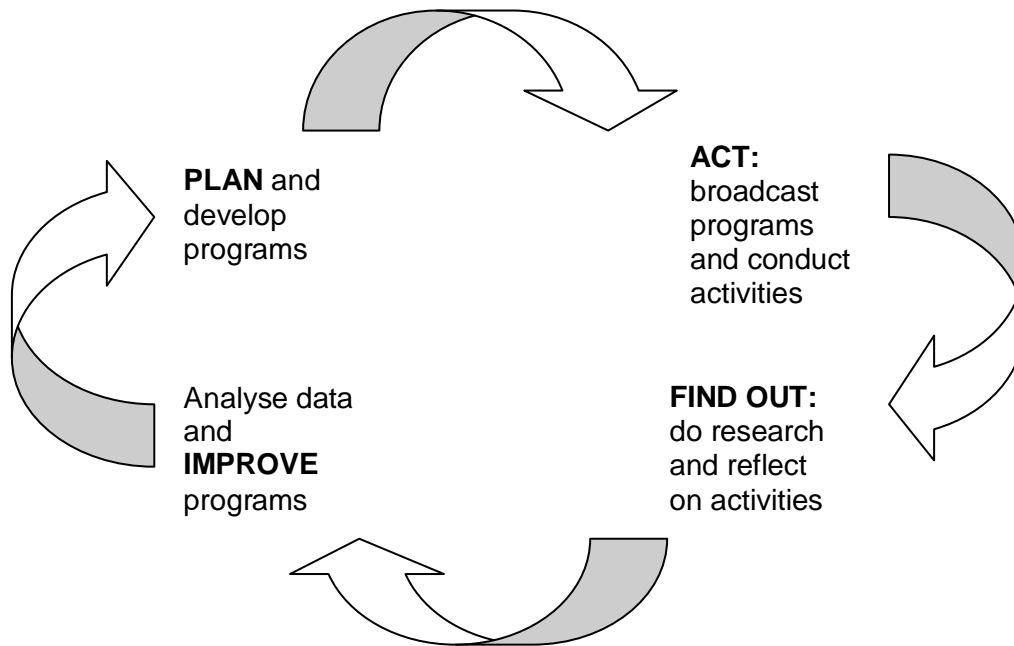 PLAN and
develop
programs
ACT:
broadcast
programs
and conduct
activities
FIND OUT:
do research
and reflect
on activities
Analyse data
and
IMPROVE
programs